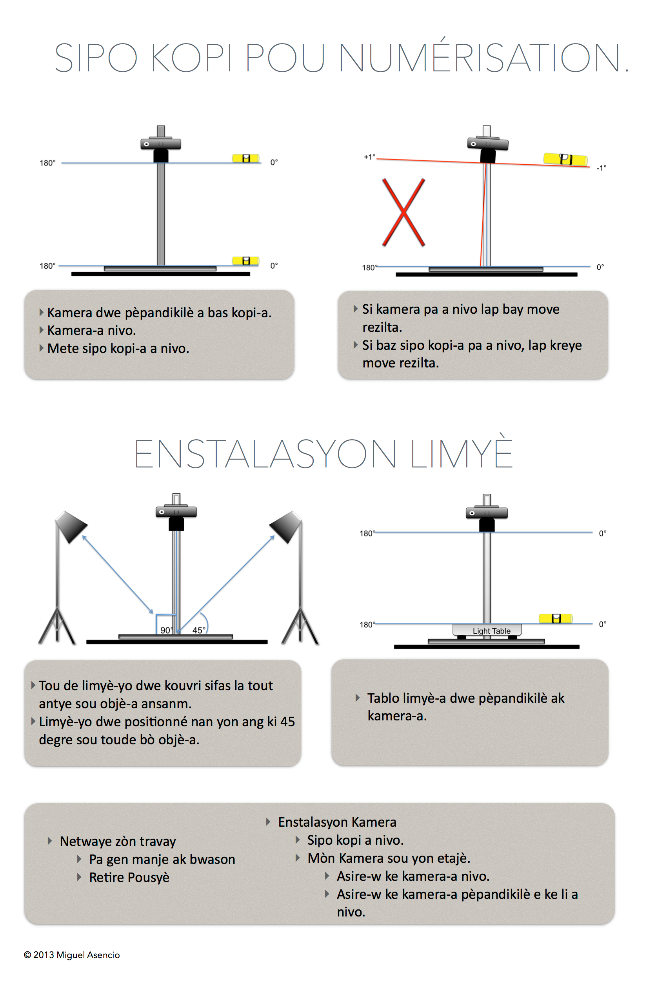 SIPO KOPI POU NUMÉRISATION.
180°
0°
180°
0°
+1°
-1°
180°
0°
Kamera dwe pèpandikilè a bas kopi-a.
Kamera-a nivo.
Mete sipo kopi-a a nivo.
Si kamera pa a nivo lap bay move
rezilta.
Si baz sipo kopi-a pa a nivo, lap kreye
move rezilta.
ENSTALASYON LIMYÈ
90°
45°
180°
0°
180°
0°
Light Table
Tou de limyè-yo dwe kouvri sifas la tout
antye sou objè-a ansanm.
Limyè-yo dwe positionné nan yon ang ki 45
degre sou toude bò objè-a.
Tablo limyè-a dwe pèpandikilè ak
kamera-a.
Netwaye zòn travay
Pa gen manje ak bwason
Retire Pousyè
Enstalasyon Kamera
Sipo kopi a nivo.
Mòn Kamera sou yon etajè.
Asire-w ke kamera-a nivo.
Asire-w ke kamera-a pèpandikilè e ke li a
nivo.
© 2013 Miguel Asencio